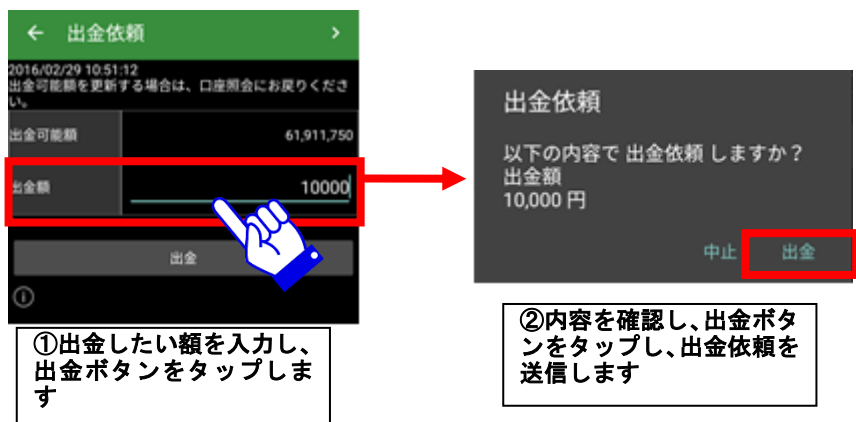 出金依頼
2016/02/29 10:51:12
出金可能額を更新する場合は、口座照会にお戻りくださ
い。
出金可能額 61,911,750
出金額 10000
出金
①出金したい額を入力し、
出金ボタンをタップしま
す
出金依頼
以下の内容で 出金依頼 しますか？
出金額
10,000 円
中止 出金
②内容を確認し、出金ボタ
ンをタップし、出金依頼を
送信します